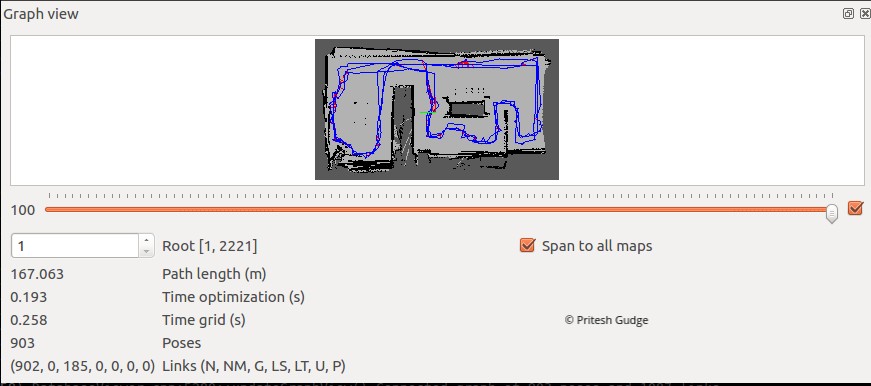 Graph view
100
1 Root [1, 2221] Span to all maps
167.063 Path length (m)
0.193 Time optimization (s)
0.258 Time grid (s) © Pritesh Gudge
903 Poses
(902, 0, 185, 0, 0, 0, 0) Links (N, NM, G, LS, LT, U, P)